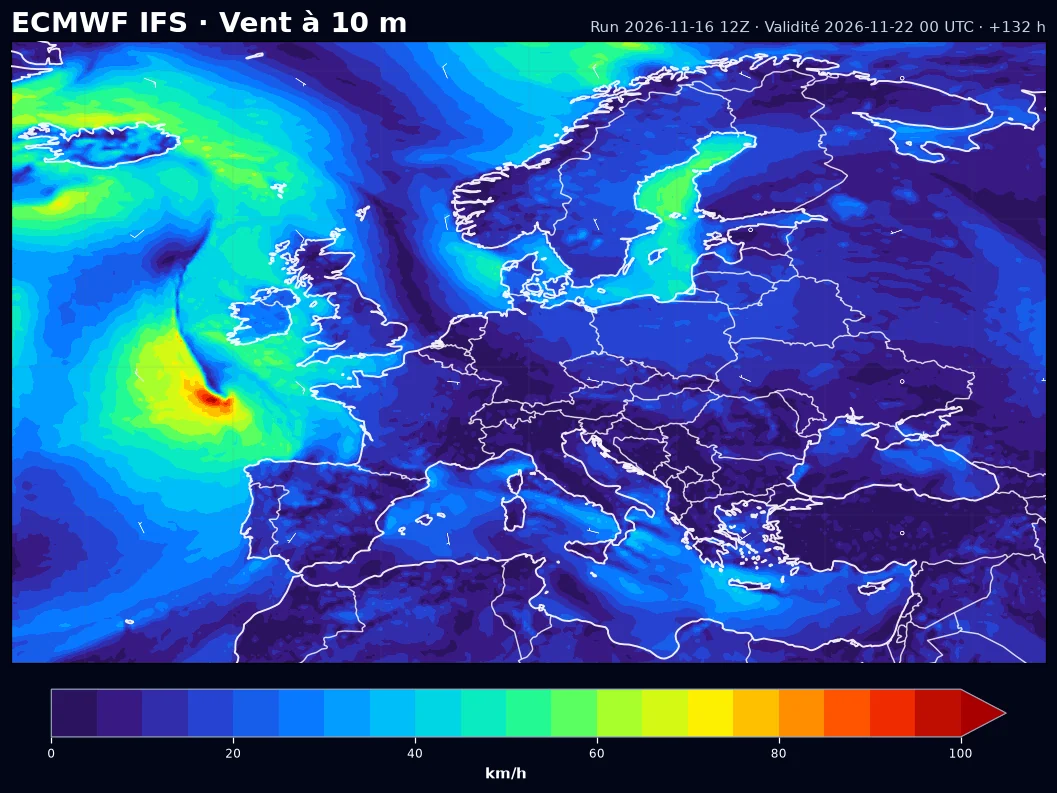 ECMWF IFS · Vent à 10 m
Run 2026-11-16 12Z · Validité 2026-11-22 00 UTC · +132 h
0 20 40 60 80 100
km/h